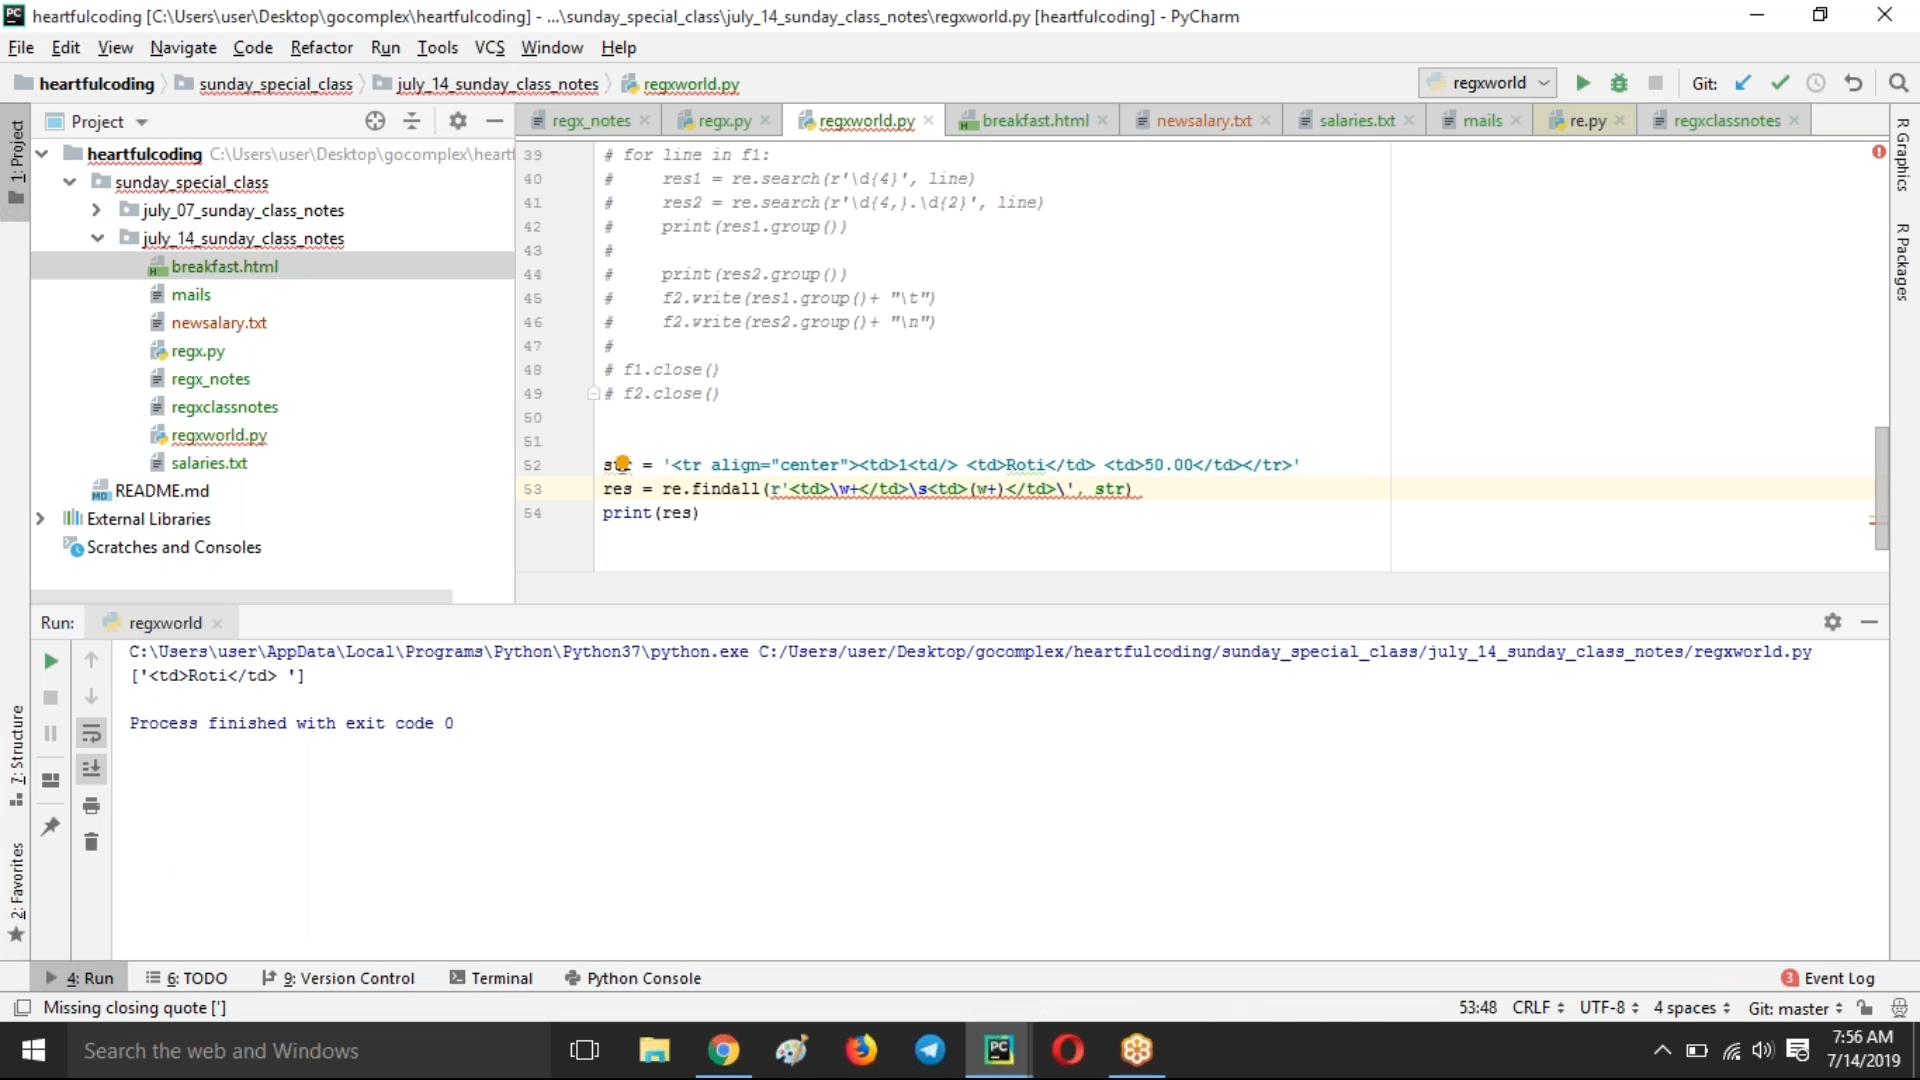 PC heartfulcoding [C:\Users\user\Desktop\gocomplex\heartfulcoding] - ...\sunday_special_class\july_14_sunday_class_notes\regxworld.py [heartfulcoding] - PyCharm
File Edit View Navigate Code Refactor Run Tools VCS Window Help
heartfulcoding sunday_special_class july_14_sunday_class_notes regxworld.py regxworld Git:
1: Project
Project
regx_notes regx.py regxworld.py breakfast.html newsalary.txt salaries.txt mails re.py regxclassnotes
R Graphics
R Packages
heartfulcoding C:\Users\user\Desktop\gocomplex\heartf
sunday_special_class
july_07_sunday_class_notes
july_14_sunday_class_notes
breakfast.html
mails
newsalary.txt
regx.py
regx_notes
regxclassnotes
regxworld.py
salaries.txt
MD README.md
External Libraries
Scratches and Consoles
39 # for line in f1:
40 #     res1 = re.search(r'\d{4}', line)
41 #     res2 = re.search(r'\d{4,}.\d{2}', line)
42 #     print(res1.group())
43 #
44 #     print(res2.group())
45 #     f2.write(res1.group()+ "\t")
46 #     f2.write(res2.group()+ "\n")
47 #
48 # f1.close()
49 # f2.close()
50
51
52 str = '<tr align="center"><td>1<td/> <td>Roti</td> <td>50.00</td></tr>'
53 res = re.findall(r'<td>\w+</td>\s<td>(w+)</td>\', str)
54 print(res)
Run: regxworld
C:\Users\user\AppData\Local\Programs\Python\Python37\python.exe C:/Users/user/Desktop/gocomplex/heartfulcoding/sunday_special_class/july_14_sunday_class_notes/regxworld.py
['<td>Roti</td> ']
Process finished with exit code 0
7: Structure
2: Favorites
4: Run 6: TODO 9: Version Control Terminal Python Console 3 Event Log
Missing closing quote ['] 53:48 CRLF UTF-8 4 spaces Git: master
Search the web and Windows
PC
7:56 AM
7/14/2019